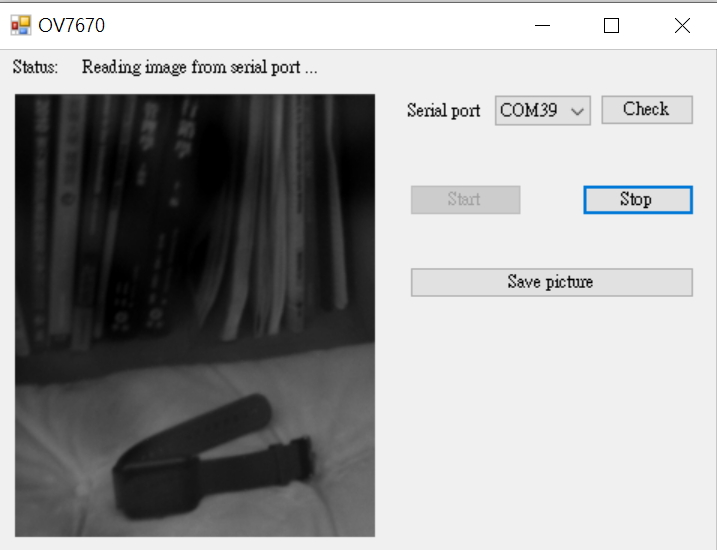 OV7670
Status: Reading image from serial port ...
Serial port COM39 Check
Start Stop
Save picture